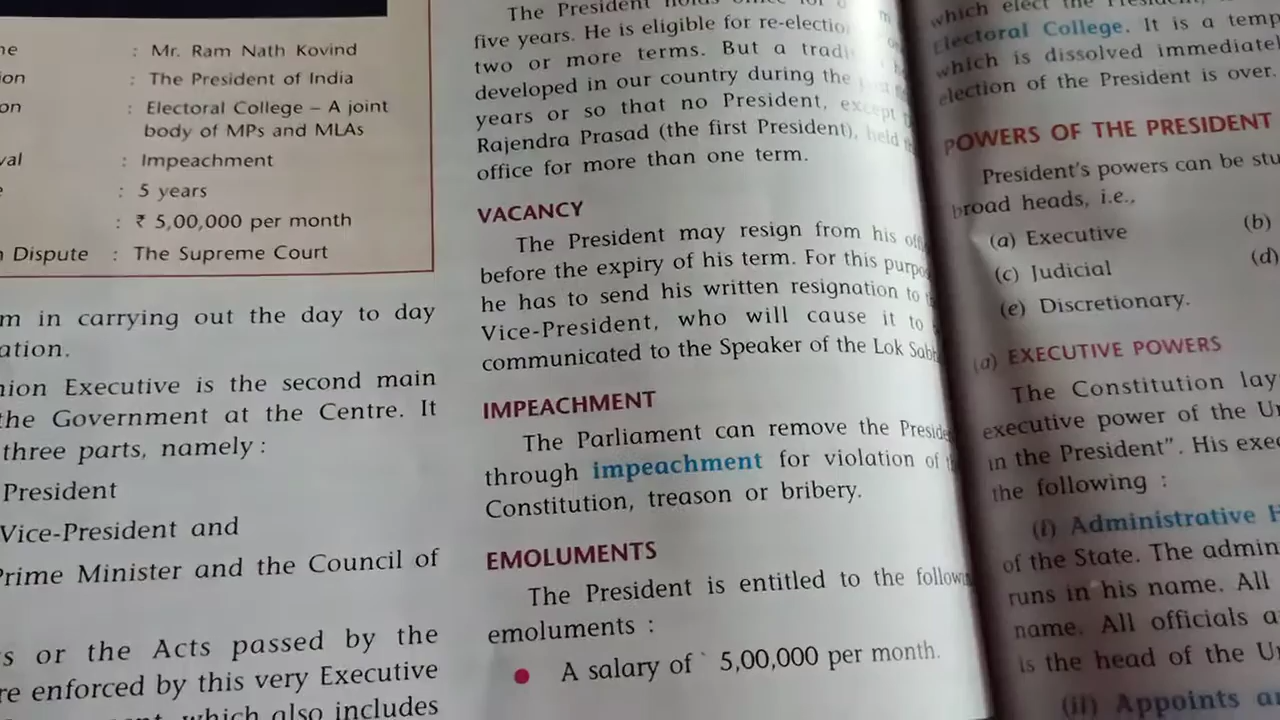 : Mr. Ram Nath Kovind
: The President of India
: Electoral College – A joint
body of MPs and MLAs
: Impeachment
: 5 years
: ₹ 5,00,000 per month
Dispute : The Supreme Court
in carrying out the day to day
Executive is the second main
the Government at the Centre. It
three parts, namely :
President
Vice-President and
Prime Minister and the Council of
or the Acts passed by the
enforced by this very Executive
which also includes
The President holds office for
five years. He is eligible for
two or more terms. But a
developed in our country during the
years or so that no President, except
Rajendra Prasad (the first President), held
office for more than one term.
VACANCY
The President may resign from his
before the expiry of his term. For this
he has to send his written resignation to
Vice-President, who will cause it to
communicated to the Speaker of the Lok
IMPEACHMENT
The Parliament can remove the
through impeachment for violation of
Constitution, treason or bribery.
EMOLUMENTS
The President is entitled to the
emoluments :
• A salary of ` 5,00,000 per month.
which elect the
Electoral College. It is a
which is dissolved
election of the President is over.
POWERS OF THE PRESIDENT
President's powers can be
broad heads, i.e.,
(a) Executive (b)
(c) Judicial (d)
(e) Discretionary.
(a) EXECUTIVE POWERS
The Constitution
executive power of the
in the President". His
the following :
(i) Administrative
of the State. The
runs in his name. All
name. All officials
is the head of the
(ii) Appoints